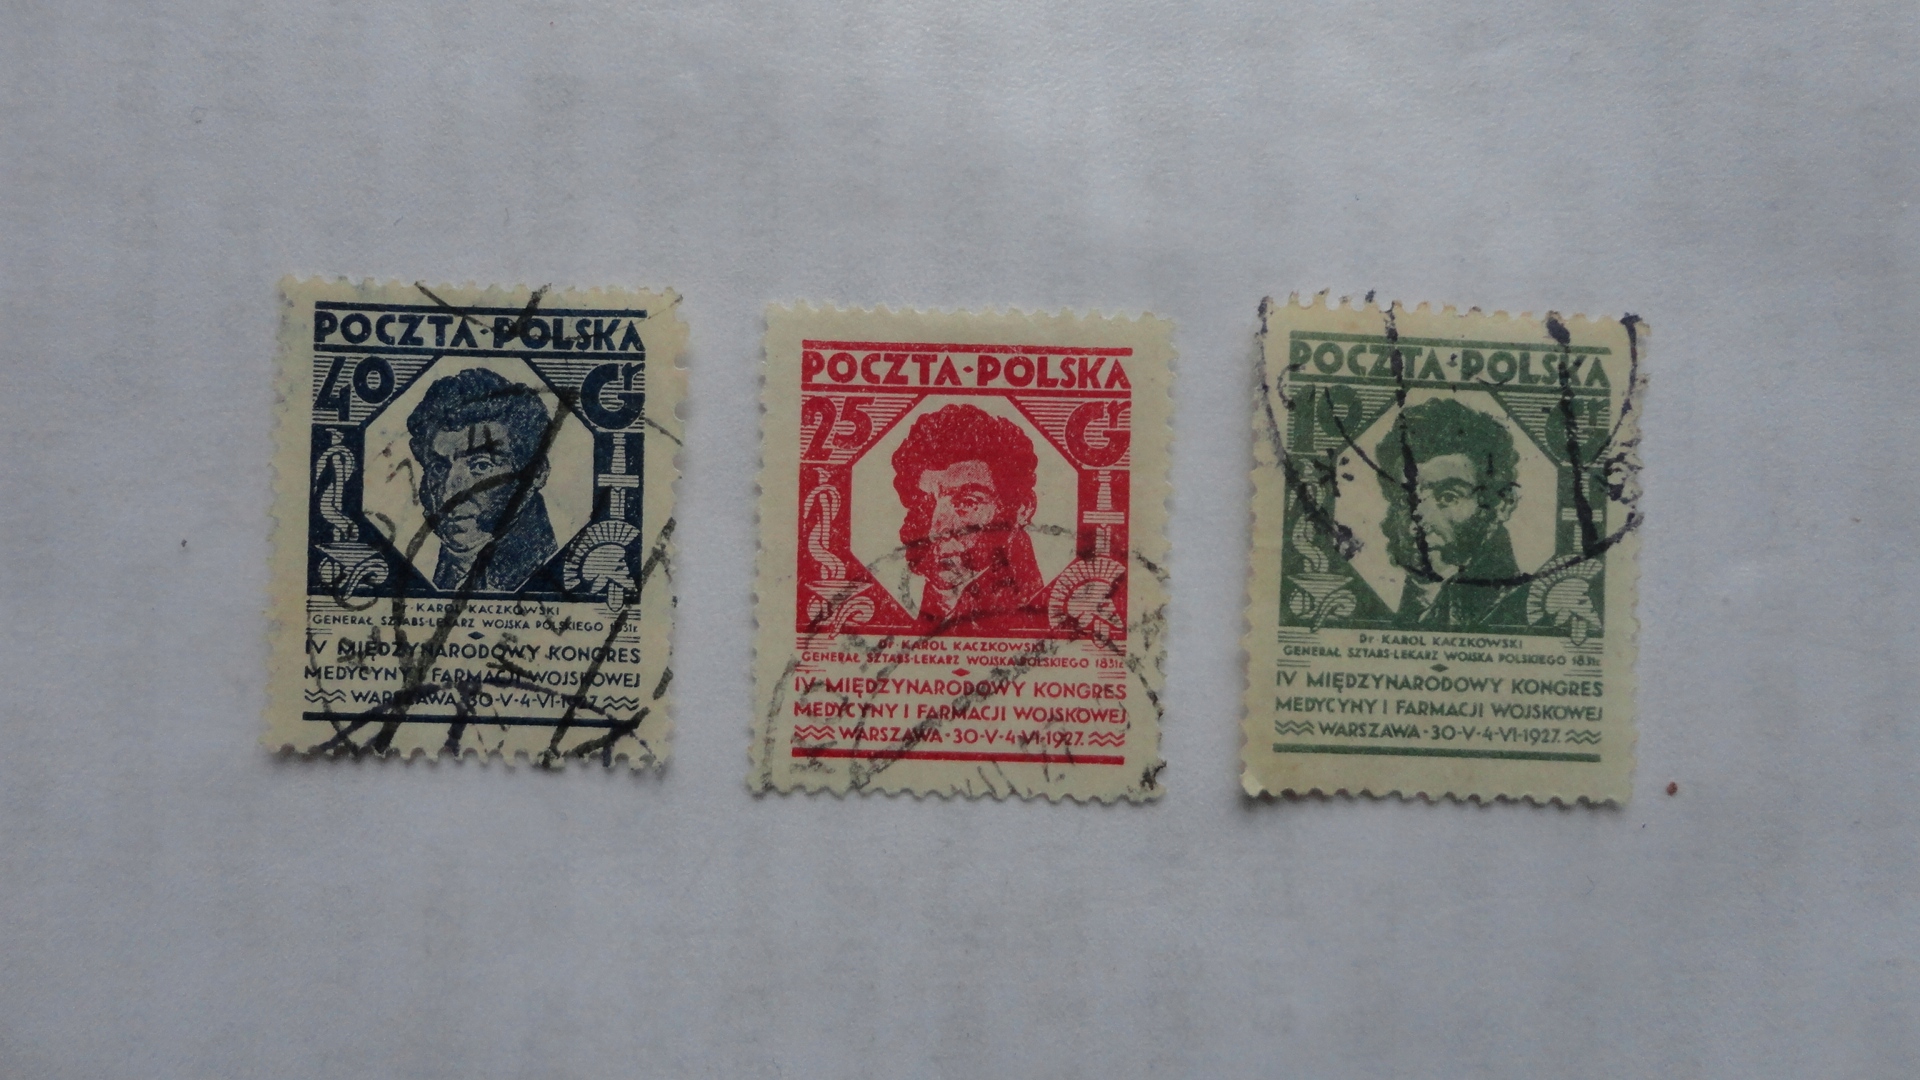 POCZTA·POLSKA
40 Gr
Dr·KAROL KACZKOWSKI
GENERAŁ SZTABS-LEKARZ WOJSKA POLSKIEGO 1831r.
IV MIĘDZYNARODOWY KONGRES
MEDYCYNY I FARMACJI WOJSKOWEJ
WARSZAWA·30-V-4-VI-1927.
POCZTA·POLSKA
25 Gr
Dr·KAROL KACZKOWSKI
GENERAŁ SZTABS-LEKARZ WOJSKA POLSKIEGO 1831r.
IV MIĘDZYNARODOWY KONGRES
MEDYCYNY I FARMACJI WOJSKOWEJ
WARSZAWA·30-V-4-VI-1927.
POCZTA·POLSKA
10 Gr
Dr·KAROL KACZKOWSKI
GENERAŁ SZTABS-LEKARZ WOJSKA POLSKIEGO 1831r.
IV MIĘDZYNARODOWY KONGRES
MEDYCYNY I FARMACJI WOJSKOWEJ
WARSZAWA·30-V-4-VI-1927.